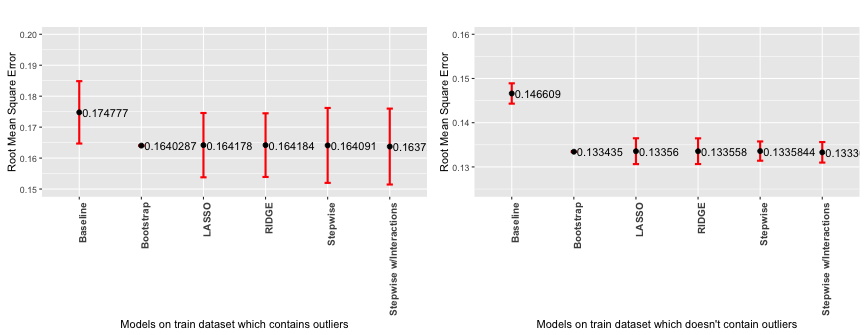 Root Mean Square Error
0.20
0.19
0.18
0.17
0.16
0.15
0.174777
0.1640287
0.164178
0.164184
0.164091
0.1637
Baseline
Bootstrap
LASSO
RIDGE
Stepwise
Stepwise w/Interactions
Models on train dataset which contains outliers
Root Mean Square Error
0.16
0.15
0.14
0.13
0.146609
0.133435
0.13356
0.133558
0.1335844
0.1333
Baseline
Bootstrap
LASSO
RIDGE
Stepwise
Stepwise w/Interactions
Models on train dataset which doesn't contain outliers